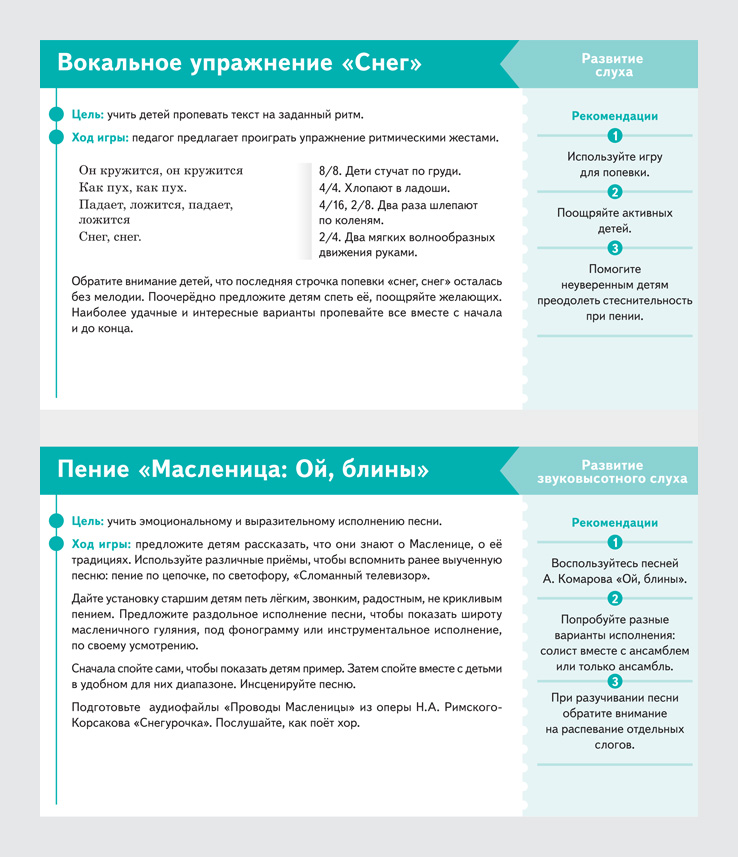 Вокальное упражнение «Снег»
Развитие
слуха
Цель: учить детей пропевать текст на заданный ритм.
Ход игры: педагог предлагает проиграть упражнение ритмическими жестами.
Он кружится, он кружится
Как пух, как пух.
Падает, ложится, падает,
ложится
Снег, снег.
8/8. Дети стучат по груди.
4/4. Хлопают в ладоши.
4/16, 2/8. Два раза шлепают
по коленям.
2/4. Два мягких волнообразных
движения руками.
Обратите внимание детей, что последняя строчка попевки «снег, снег» осталась
без мелодии. Поочерёдно предложите детям спеть её, поощряйте желающих.
Наиболее удачные и интересные варианты пропевайте все вместе с начала
и до конца.
Рекомендации
1
Используйте игру
для попевки.
2
Поощряйте активных
детей.
3
Помогите
неуверенным детям
преодолеть стеснительность
при пении.
Пение «Масленица: Ой, блины»
Развитие
звуковысотного слуха
Цель: учить эмоциональному и выразительному исполнению песни.
Ход игры: предложите детям рассказать, что они знают о Масленице, о её
традициях. Используйте различные приёмы, чтобы вспомнить ранее выученную
песню: пение по цепочке, по светофору, «Сломанный телевизор».
Дайте установку старшим детям петь лёгким, звонким, радостным, не крикливым
пением. Предложите раздольное исполнение песни, чтобы показать широту
масленичного гуляния, под фонограмму или инструментальное исполнение,
по своему усмотрению.
Сначала спойте сами, чтобы показать детям пример. Затем спойте вместе с детьми
в удобном для них диапазоне. Инсценируйте песню.
Подготовьте аудиофайлы «Проводы Масленицы» из оперы Н.А. Римского-
Корсакова «Снегурочка». Послушайте, как поёт хор.
Рекомендации
1
Воспользуйтесь песней
А. Комарова «Ой, блины».
2
Попробуйте разные
варианты исполнения:
солист вместе с ансамблем
или только ансамбль.
3
При разучивании песни
обратите внимание
на распевание отдельных
слогов.